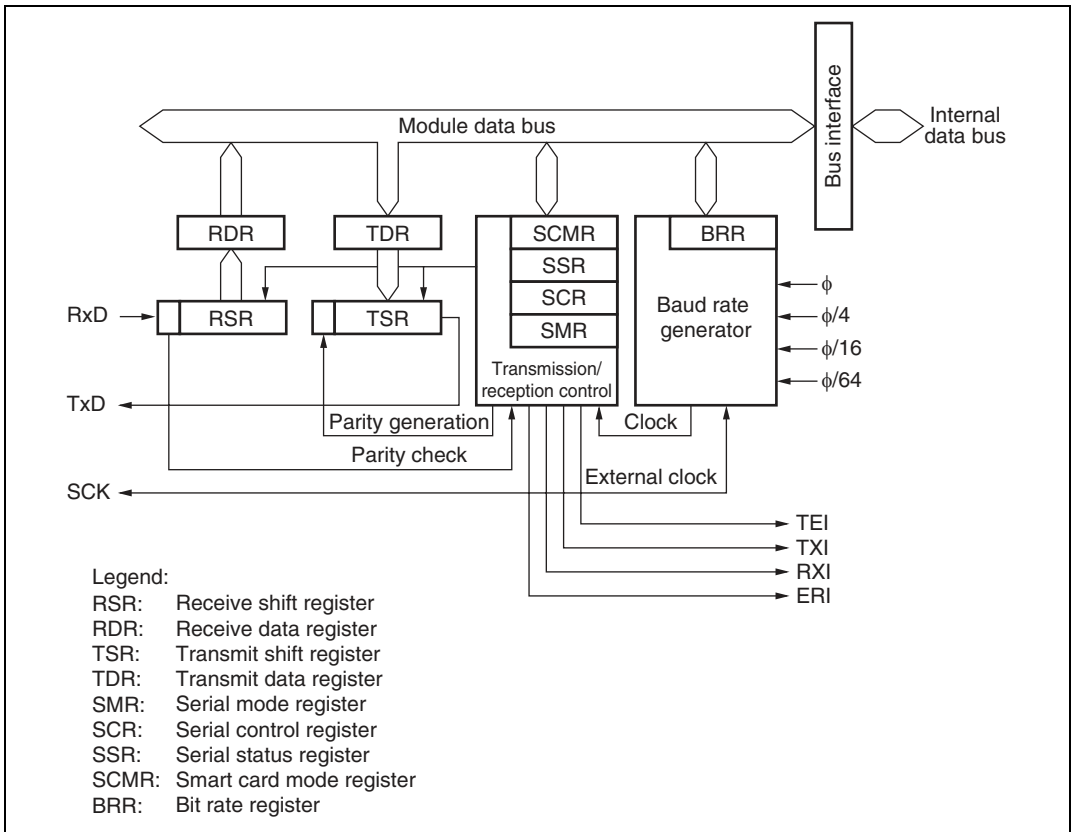 Bus interface
Internal
data bus
Module data bus
RDR
TDR
SCMR
BRR
SSR
SCR
SMR
RxD
RSR
TSR
Baud rate
generator
ϕ
ϕ/4
ϕ/16
ϕ/64
Transmission/
reception control
TxD
Parity generation
Clock
Parity check
External clock
SCK
TEI
TXI
RXI
ERI
Legend:
RSR: Receive shift register
RDR: Receive data register
TSR: Transmit shift register
TDR: Transmit data register
SMR: Serial mode register
SCR: Serial control register
SSR: Serial status register
SCMR: Smart card mode register
BRR: Bit rate register